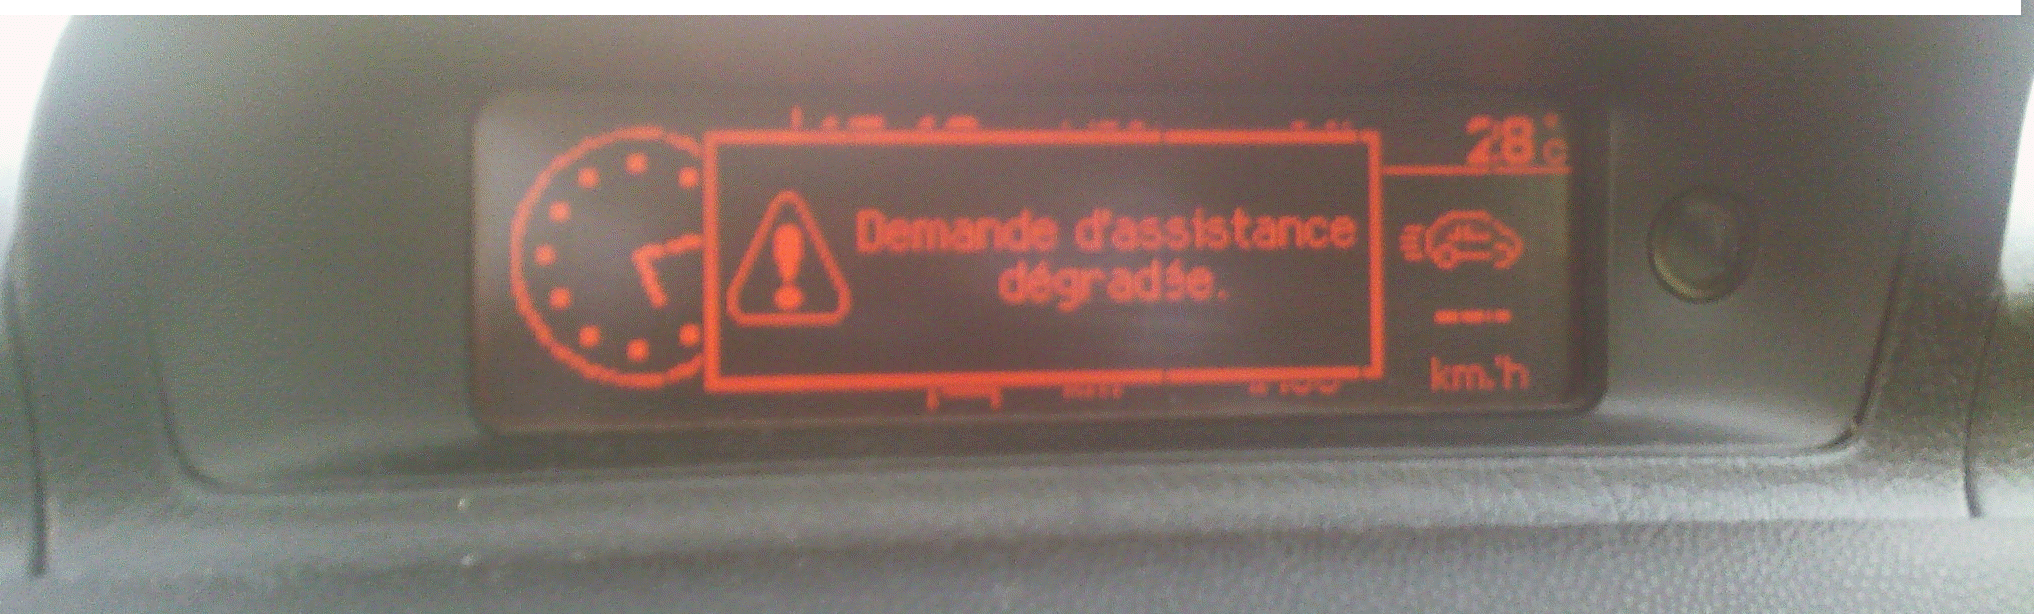 28°C
Demande d'assistance
dégradée.
----
km/h